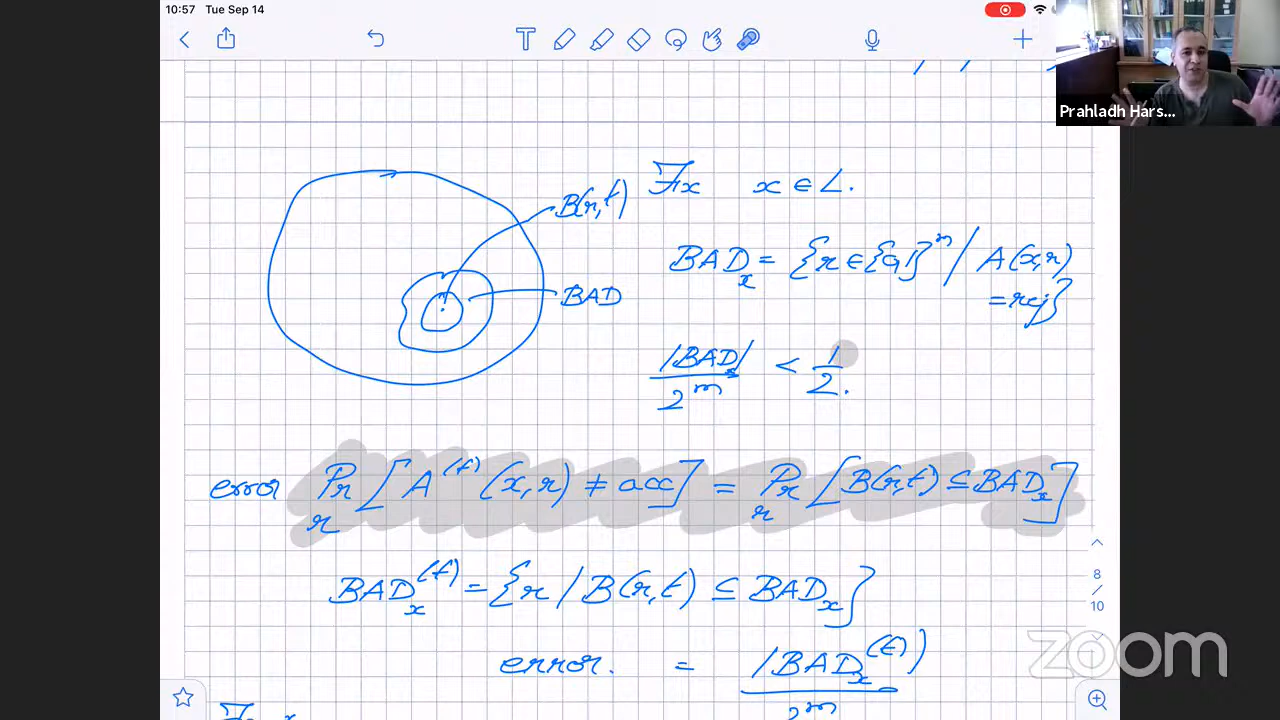 10:57 Tue Sep 14
Prahladh Hars...
B(r,t)
Fix x ∈ L.
BAD_x = {r ∈ {0,1}^m / A(x,r)
= rej}
BAD
|BAD_x| / 2^m < 1/2.
error Pr_r [A^(t) (x,r) ≠ acc] = Pr_r [B(r,t) ⊆ BAD_x]
BAD_x^(t) = {r / B(r,t) ⊆ BAD_x}
error. = |BAD_x^(t)| / 2^m
8
/
10
zoom